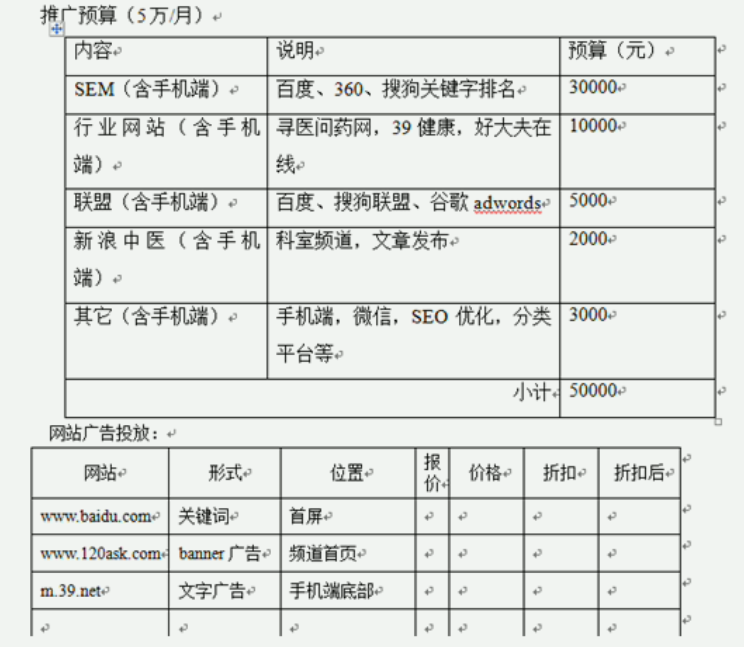 推广预算（5万/月）
内容 说明 预算（元）
SEM（含手机端） 百度、360、搜狗关键字排名 30000
行业网站（含手机 寻医问药网，39健康，好大夫在 10000
端） 线
联盟（含手机端） 百度、搜狗联盟、谷歌 adwords 5000
新浪中医（含手机 科室频道，文章发布 2000
端）
其它（含手机端） 手机端，微信，SEO 优化，分类 3000
平台等
小计 50000
网站广告投放：
网站 形式 位置 报价 价格 折扣 折扣后
www.baidu.com 关键词 首屏
www.120ask.com banner 广告 频道首页
m.39.net 文字广告 手机端底部